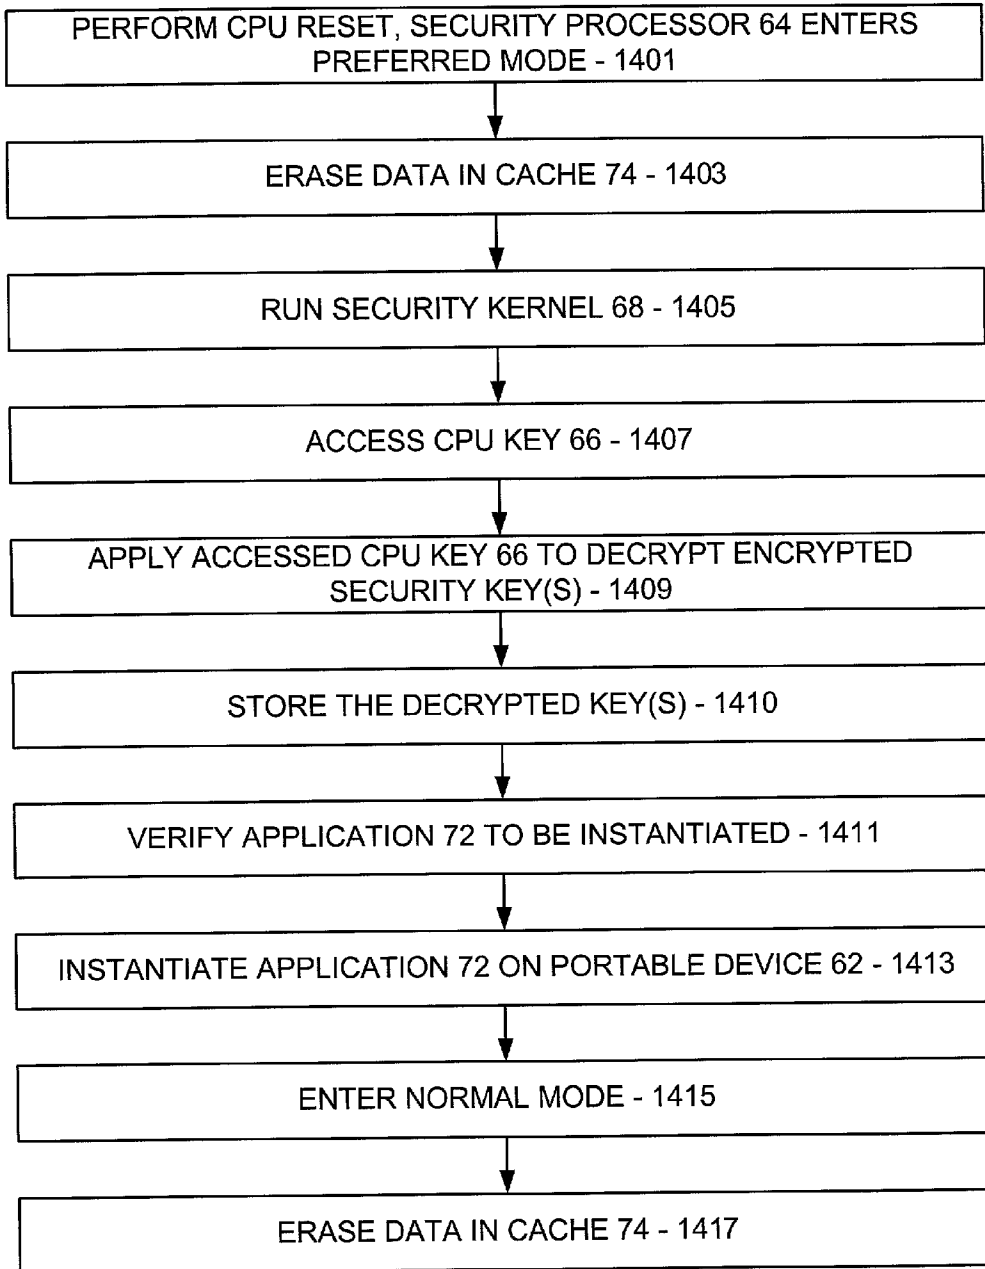 PERFORM CPU RESET, SECURITY PROCESSOR 64 ENTERS
PREFERRED MODE - 1401
ERASE DATA IN CACHE 74 - 1403
RUN SECURITY KERNEL 68 - 1405
ACCESS CPU KEY 66 - 1407
APPLY ACCESSED CPU KEY 66 TO DECRYPT ENCRYPTED
SECURITY KEY(S) - 1409
STORE THE DECRYPTED KEY(S) - 1410
VERIFY APPLICATION 72 TO BE INSTANTIATED - 1411
INSTANTIATE APPLICATION 72 ON PORTABLE DEVICE 62 - 1413
ENTER NORMAL MODE - 1415
ERASE DATA IN CACHE 74 - 1417